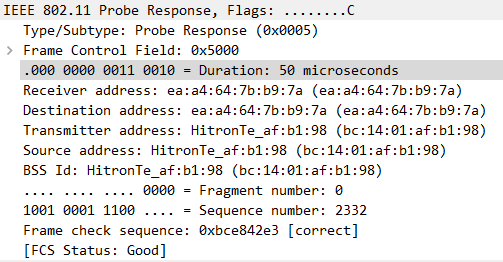 IEEE 802.11 Probe Response, Flags: ........C
Type/Subtype: Probe Response (0x0005)
Frame Control Field: 0x5000
.000 0000 0011 0010 = Duration: 50 microseconds
Receiver address: ea:a4:64:7b:b9:7a (ea:a4:64:7b:b9:7a)
Destination address: ea:a4:64:7b:b9:7a (ea:a4:64:7b:b9:7a)
Transmitter address: HitronTe_af:b1:98 (bc:14:01:af:b1:98)
Source address: HitronTe_af:b1:98 (bc:14:01:af:b1:98)
BSS Id: HitronTe_af:b1:98 (bc:14:01:af:b1:98)
.... .... .... 0000 = Fragment number: 0
1001 0001 1100 .... = Sequence number: 2332
Frame check sequence: 0xbce842e3 [correct]
[FCS Status: Good]